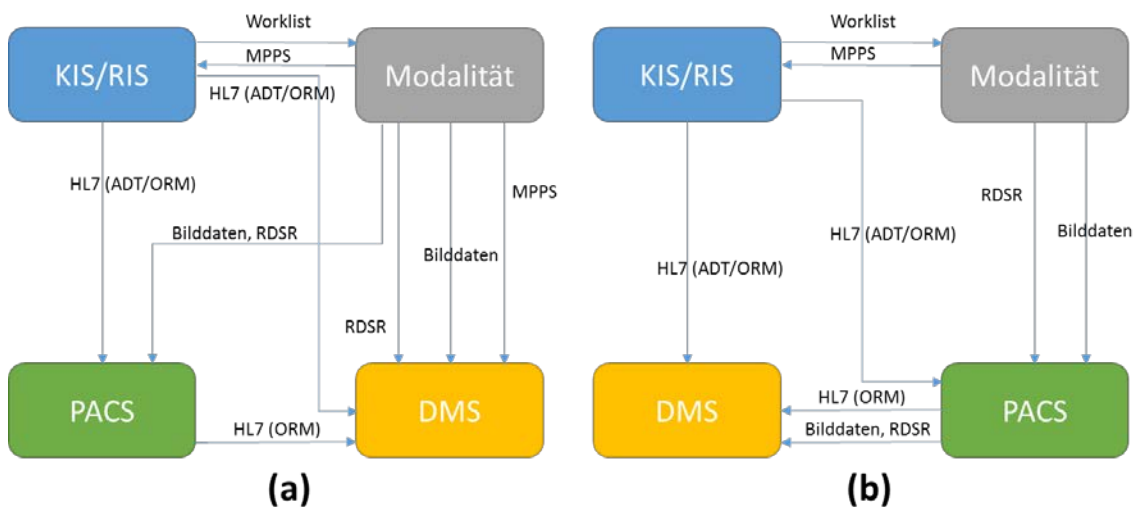 Worklist
KIS/RIS
MPPS
Modalität
HL7 (ADT/ORM)
HL7 (ADT/ORM)
MPPS
Bilddaten, RDSR
Bilddaten
RDSR
PACS
DMS
HL7 (ORM)
(a)
Worklist
KIS/RIS
MPPS
Modalität
RDSR
Bilddaten
HL7 (ADT/ORM)
HL7 (ADT/ORM)
DMS
HL7 (ORM)
PACS
Bilddaten, RDSR
(b)